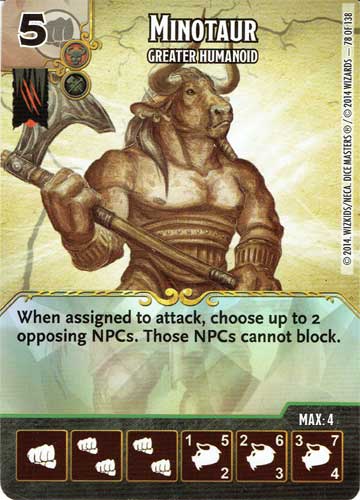 5
MINOTAUR
GREATER HUMANOID
When assigned to attack, choose up to 2
opposing NPCs. Those NPCs cannot block.
MAX: 4
1 5
2
2 6
3
3 7
4
© 2014 WIZKIDS/NECA. DICE MASTERS® / © 2014 WIZARDS — 78 OF 138